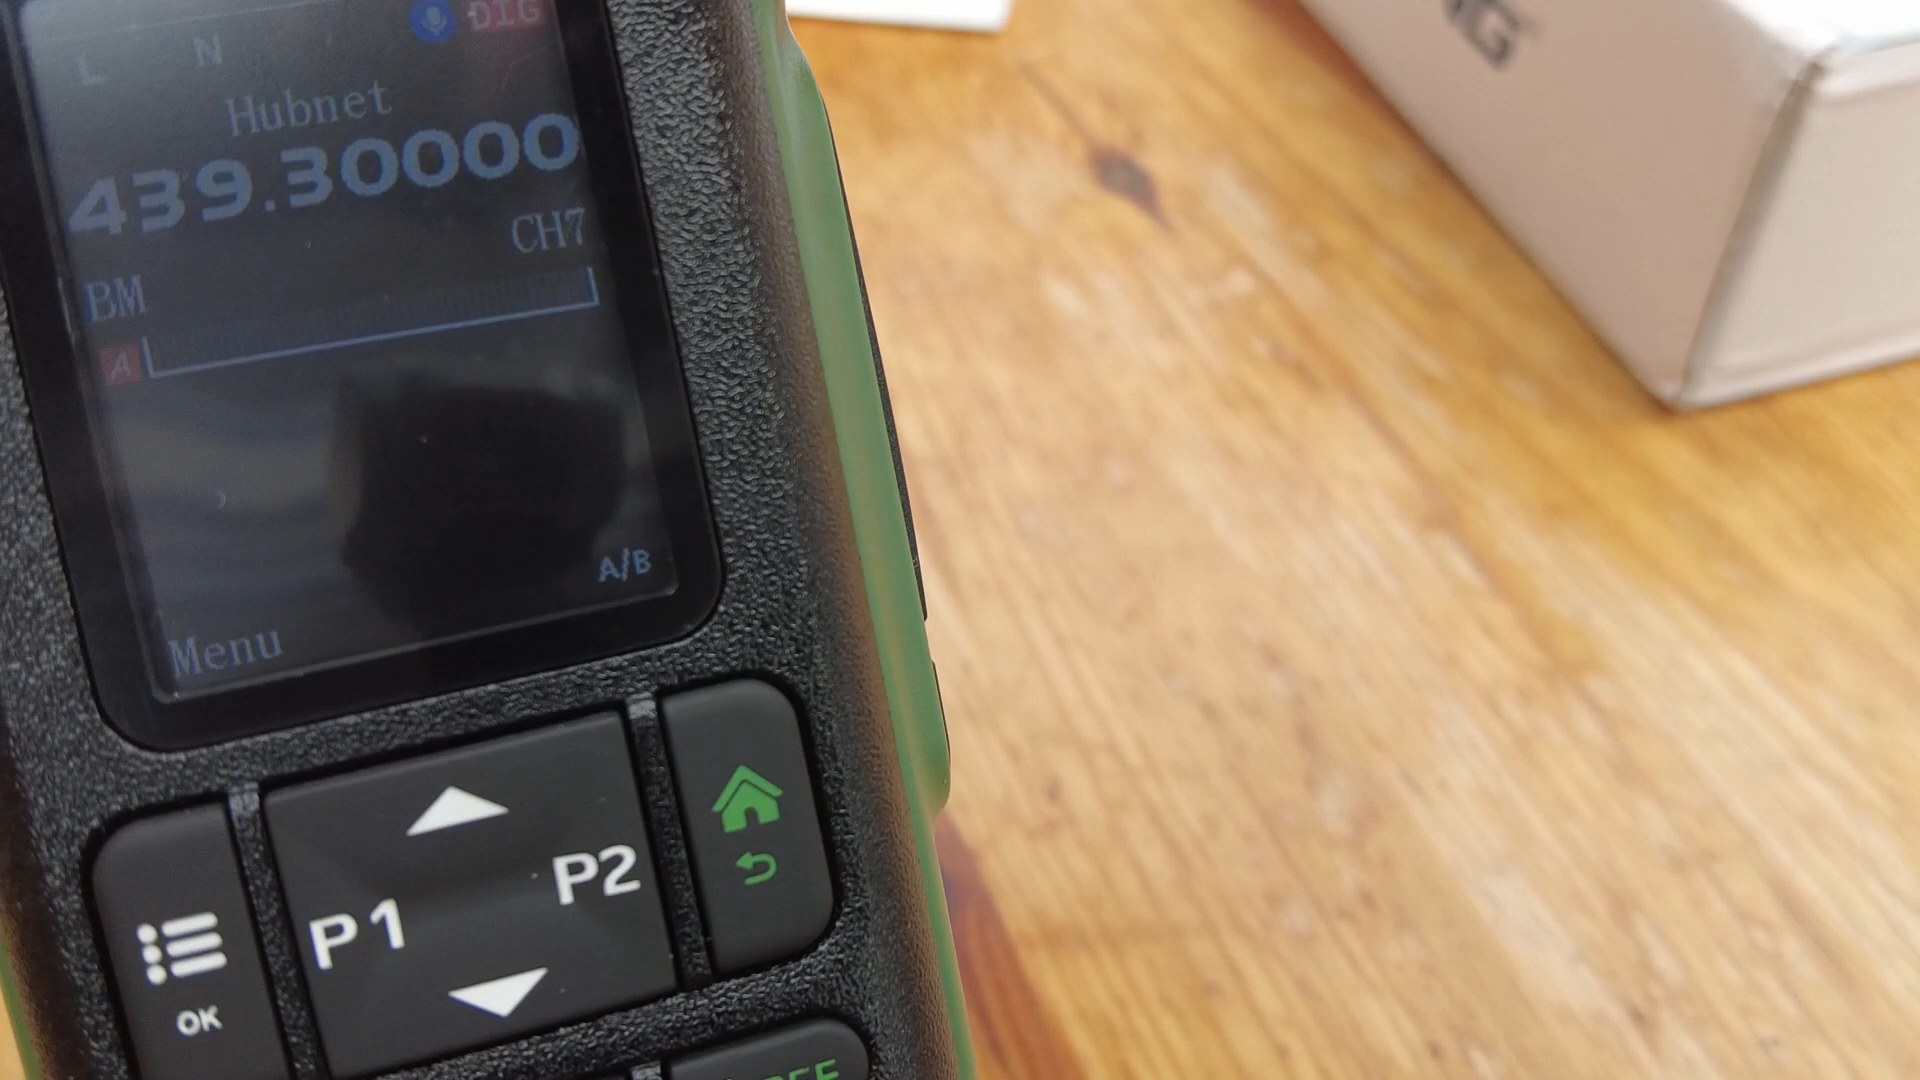 DIG
L N
Hubnet
439.30000
CH7
BM
A
A/B
Menu
P1
P2
OK